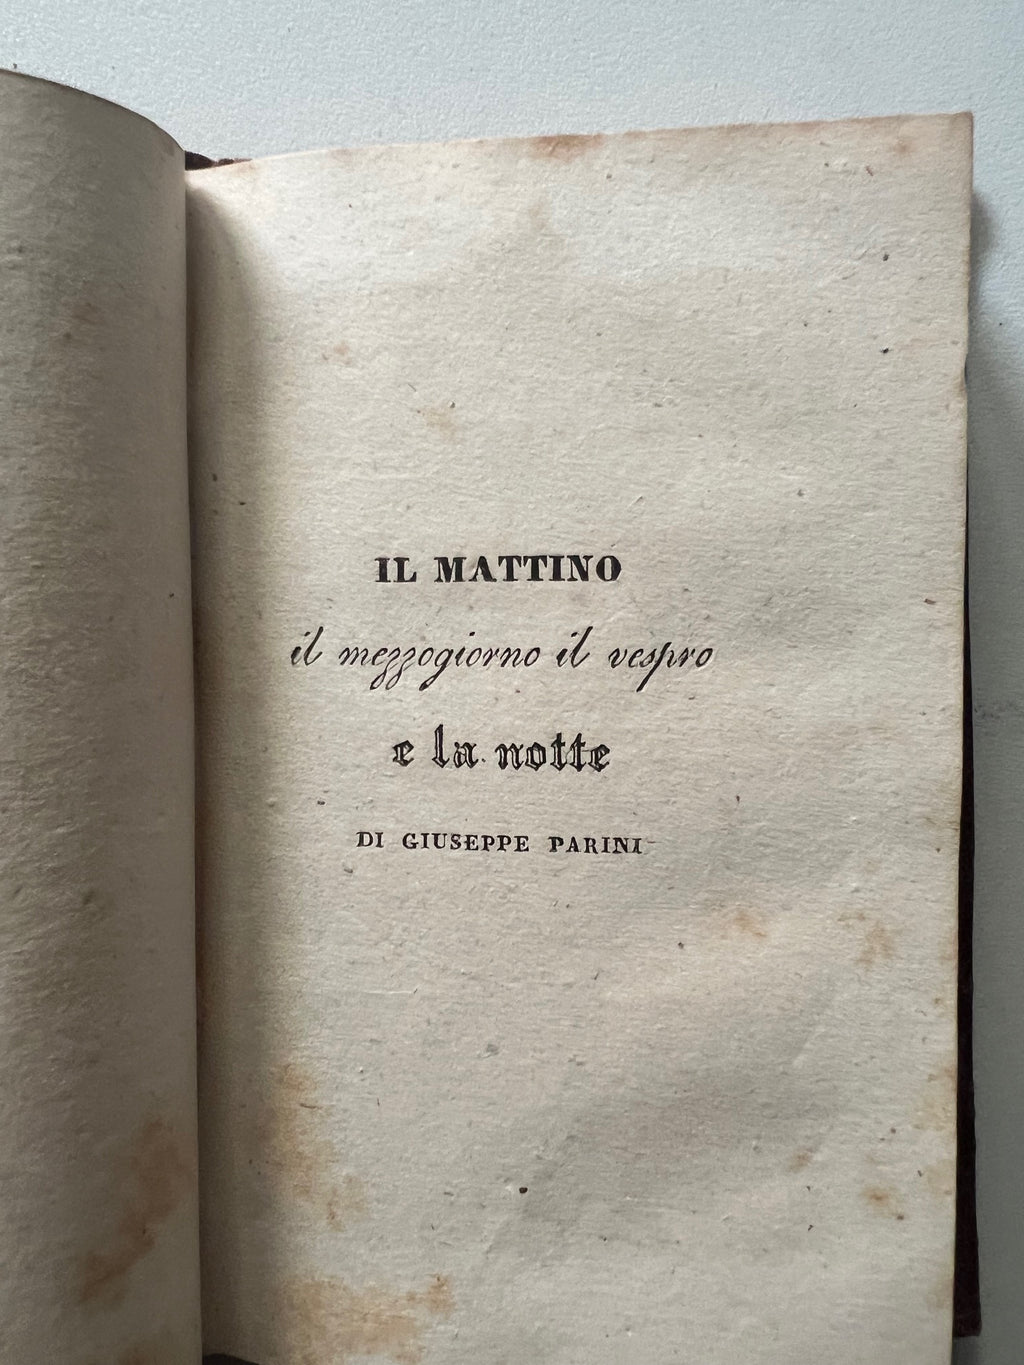 IL MATTINO
il mezzogiorno il vespro
e la notte
DI GIUSEPPE PARINI